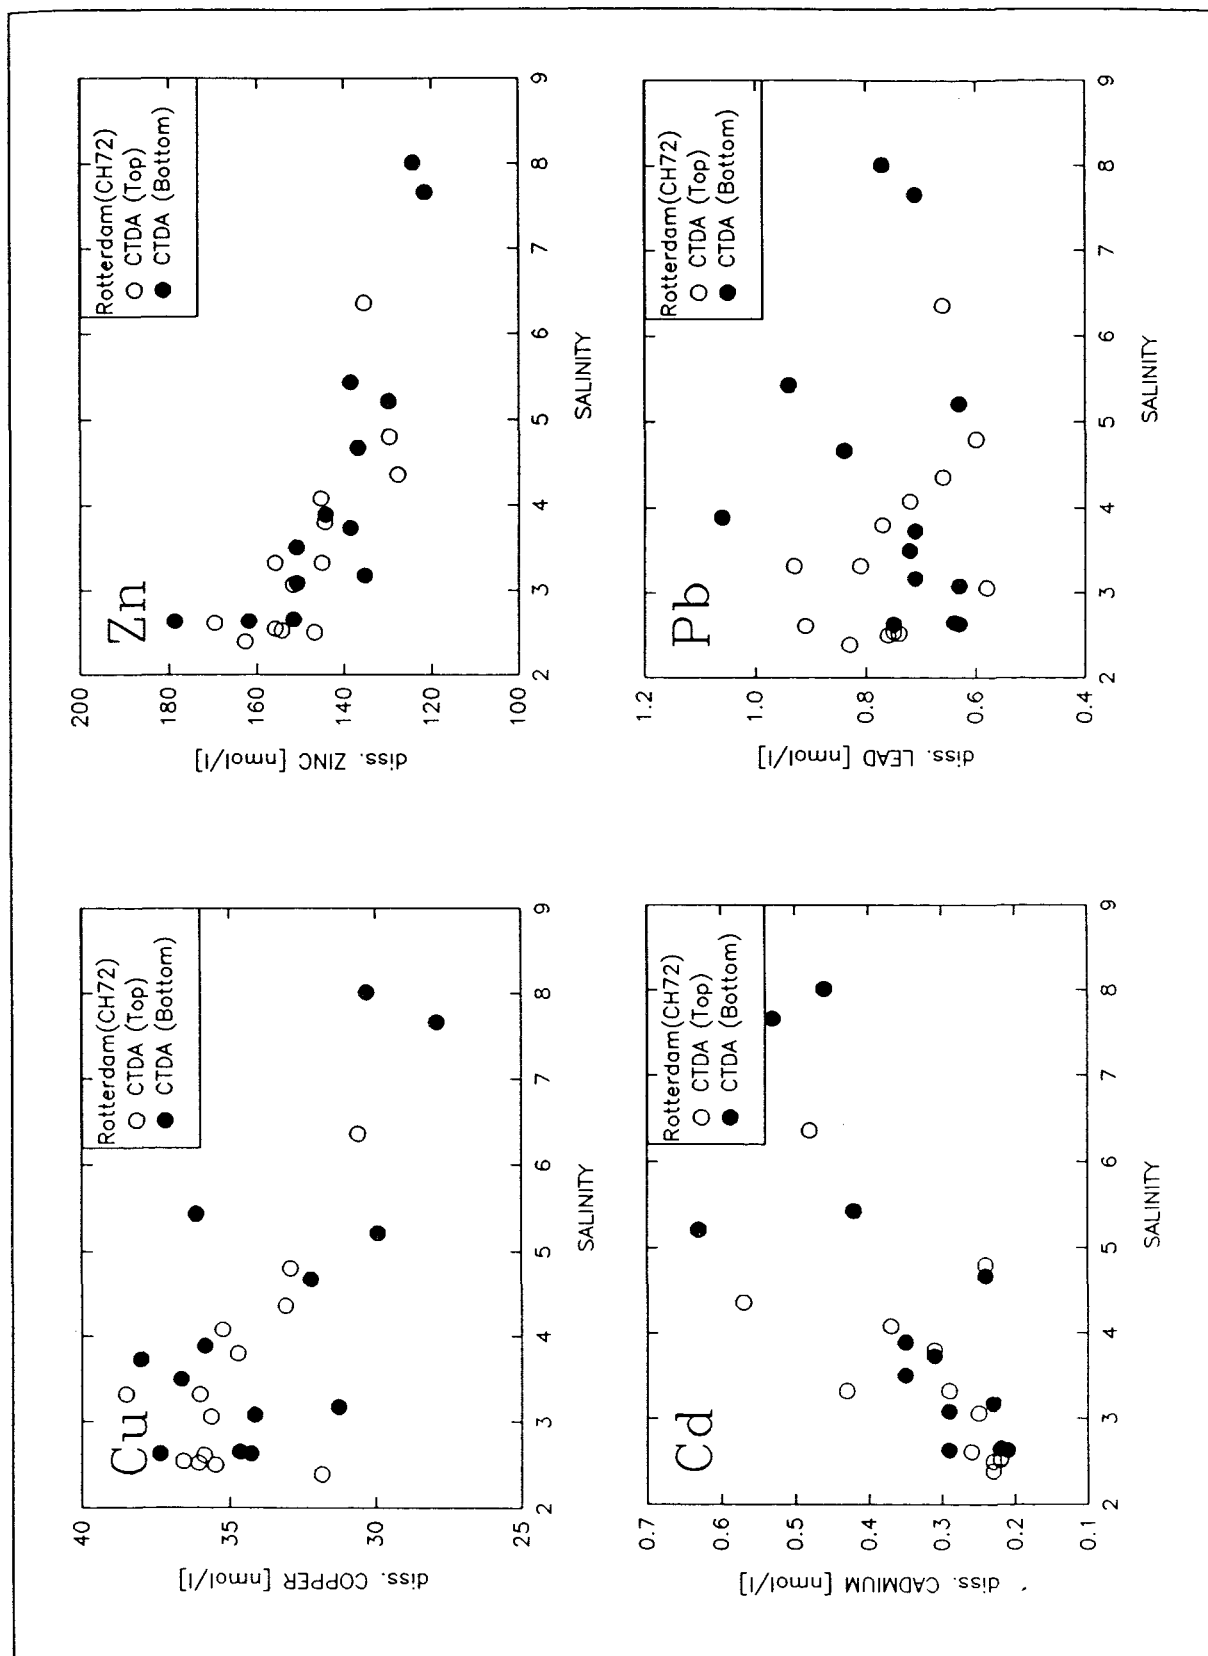 Cu
Rotterdam(CH72)
CTDA (Top)
CTDA (Bottom)
diss. COPPER [nmol/l]
40
35
30
25
2 3 4 5 6 7 8 9
SALINITY
Zn
Rotterdam(CH72)
CTDA (Top)
CTDA (Bottom)
diss. ZINC [nmol/l]
200
180
160
140
120
100
2 3 4 5 6 7 8 9
SALINITY
Cd
Rotterdam(CH72)
CTDA (Top)
CTDA (Bottom)
diss. CADMIUM [nmol/l]
0.7
0.6
0.5
0.4
0.3
0.2
0.1
2 3 4 5 6 7 8 9
SALINITY
Pb
Rotterdam(CH72)
CTDA (Top)
CTDA (Bottom)
diss. LEAD [nmol/l]
1.2
1.0
0.8
0.6
0.4
2 3 4 5 6 7 8 9
SALINITY